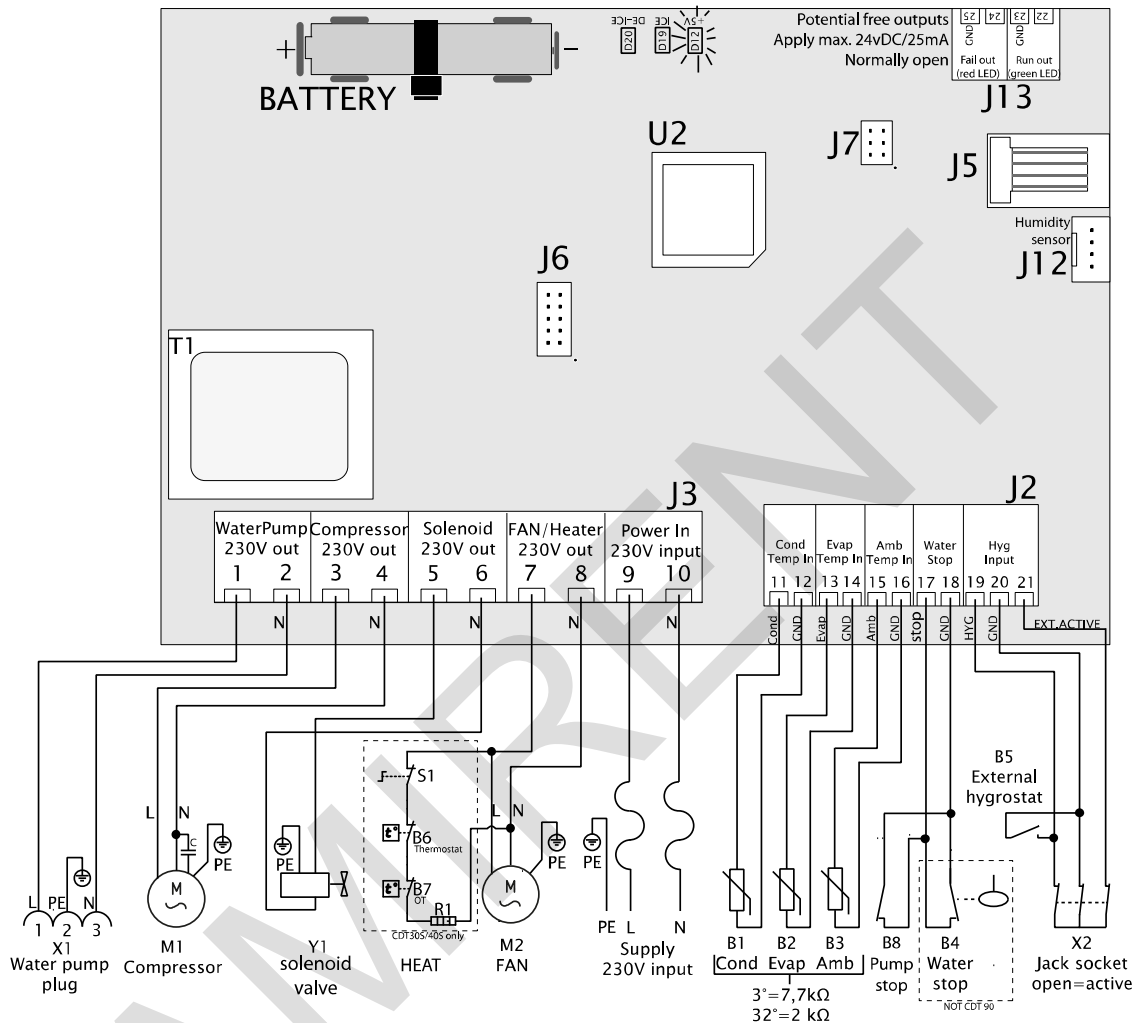 DE-ICE
ICE
+5V
D20
D19
D12
Potential free outputs
Apply max. 24vDC/25mA
Normally open
25
24
23
22
GND
GND
Fail out
(red LED)
Run out
(green LED)
J13
+
-
BATTERY
U2
J7
J5
Humidity
sensor
J12
J6
T1
J3
J2
WaterPump
230V out
1 2
Compressor
230V out
3 4
Solenoid
230V out
5 6
FAN/Heater
230V out
7 8
Power In
230V input
9 10
Cond
Temp In
11 12
Evap
Temp In
13 14
Amb
Temp In
15 16
Water
Stop
17 18
Hyg
Input
19 20 21
N
N
N
N
N
Cond
GND
Evap
GND
Amb
GND
stop
GND
HYG
GND
EXT.ACTIVE
AMIRENT
L PE N
1 2 3
X1
Water pump
plug
L N
C
PE
M
M1
Compressor
PE
Y1
solenoid
valve
S1
t°
B6
Thermostat
t°
B7
OT
R1
CDT30S/40S only
HEAT
L N
M
PE
M2
FAN
PE
PE L N
Supply
230V input
B1 B2 B3
Cond Evap Amb
3°=7,7kΩ
32°=2 kΩ
B8
Pump
stop
B4
Water
stop
NOT CDT 90
B5
External
hygrostat
X2
Jack socket
open=active